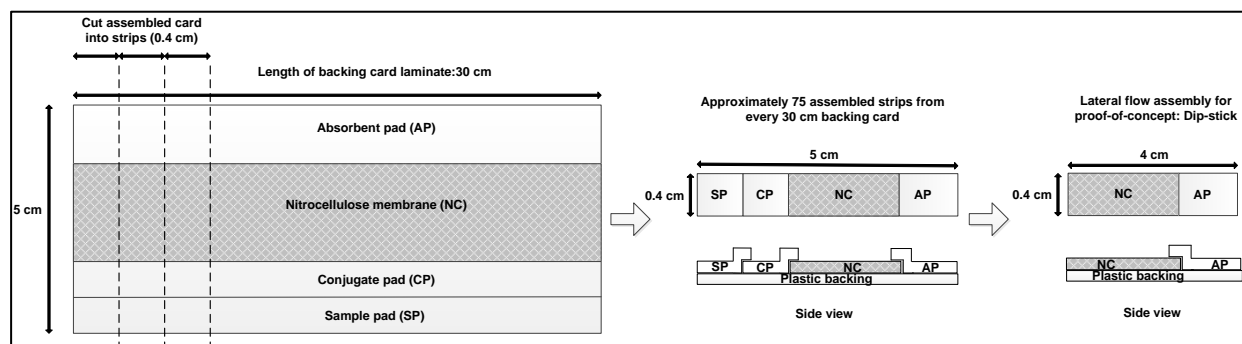 Cut assembled card
into strips (0.4 cm)
Length of backing card laminate:30 cm
5 cm
Absorbent pad (AP)
Nitrocellulose membrane (NC)
Conjugate pad (CP)
Sample pad (SP)
Approximately 75 assembled strips from
every 30 cm backing card
5 cm
0.4 cm
SP CP NC AP
SP CP NC AP
Plastic backing
Side view
Lateral flow assembly for
proof-of-concept: Dip-stick
4 cm
0.4 cm
NC AP
NC AP
Plastic backing
Side view